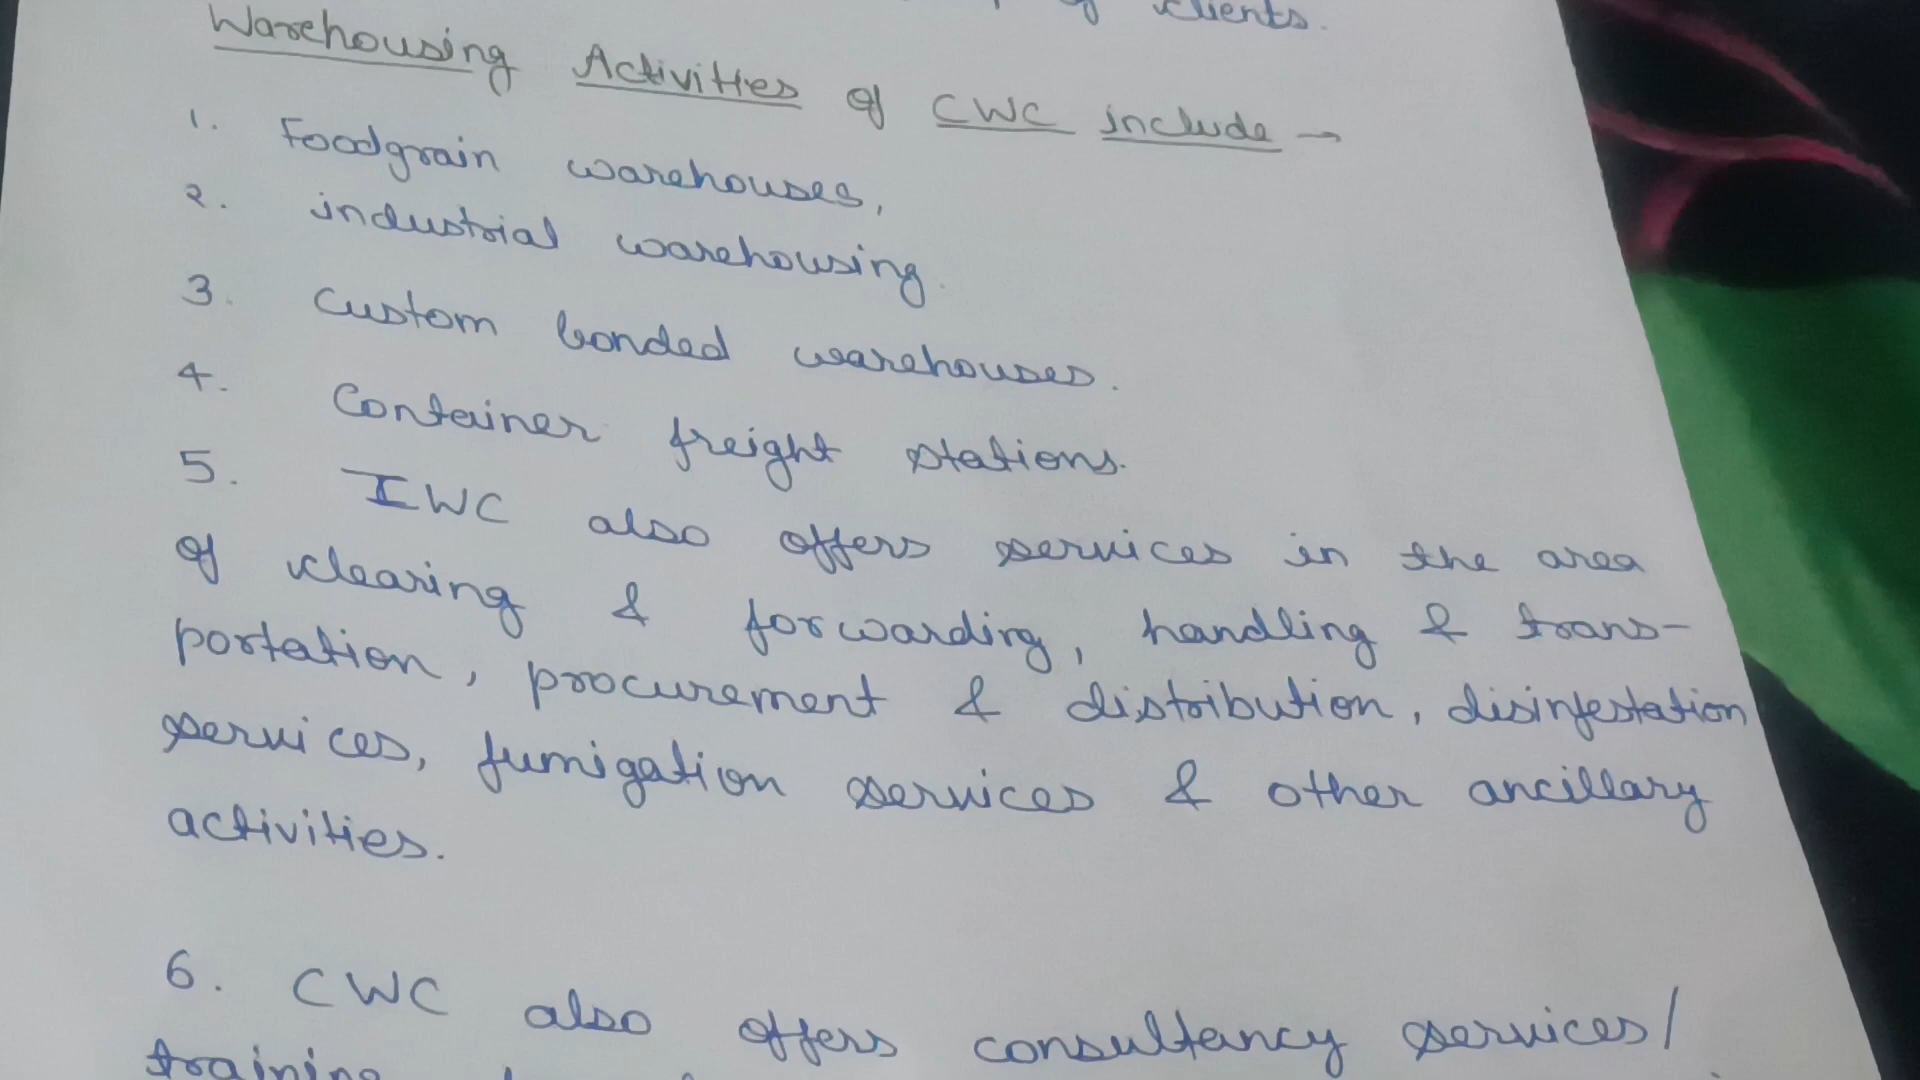 clients.
Warehousing Activities of CWC include →
1. Foodgrain warehouses,
2. industrial warehousing.
3. Custom bonded warehouses.
4. Container freight stations.
5. IWC also offers services in the area
of clearing & forwarding, handling & trans-
portation, procurement & distribution, disinfestation
services, fumigation services & other ancillary
activities.
6. CWC also offers consultancy services/
training